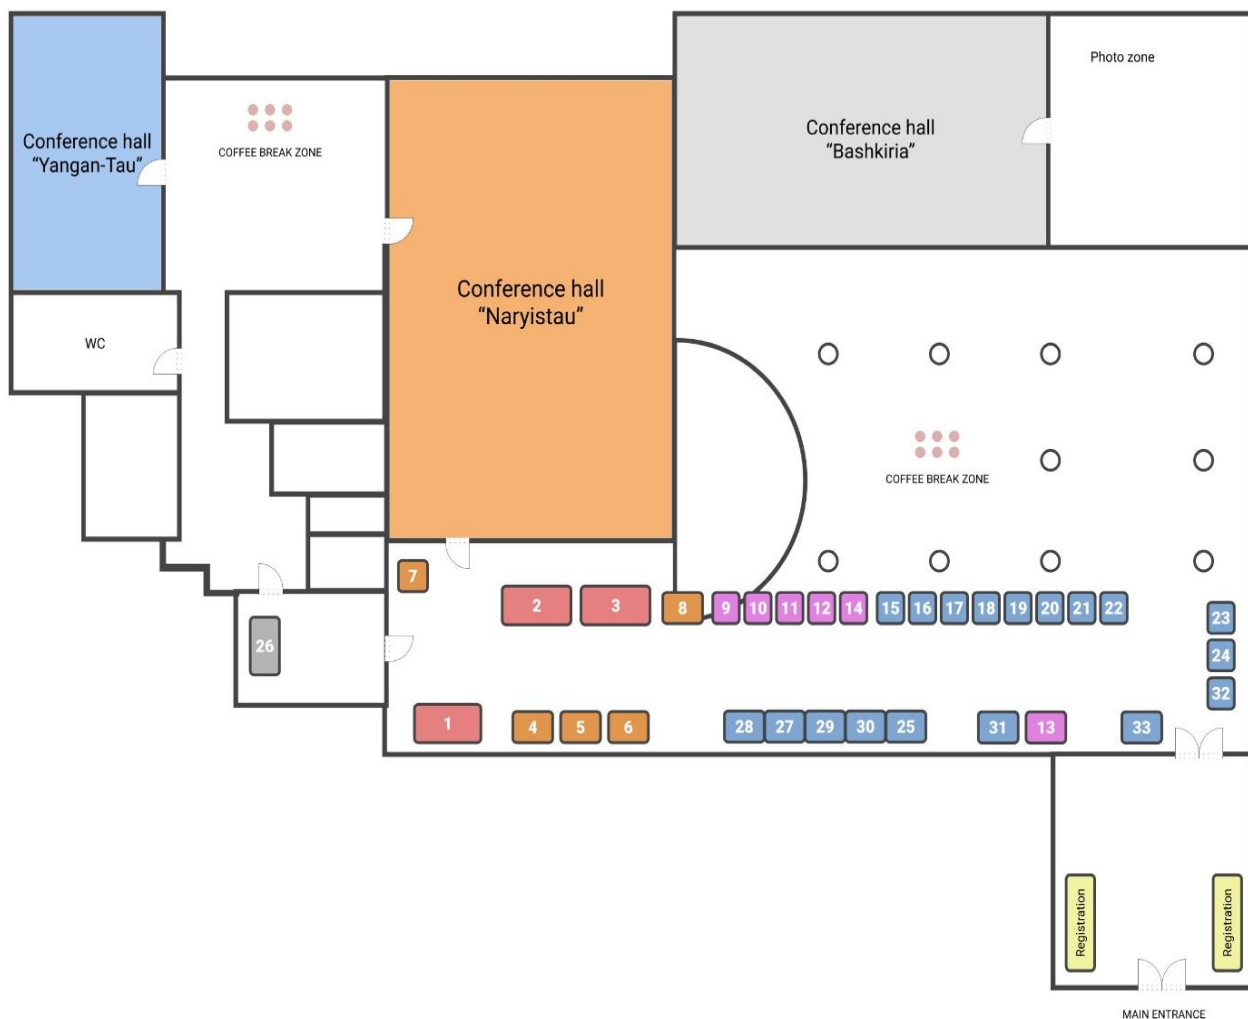 Photo zone
Conference hall
“Yangan-Tau”
COFFEE BREAK ZONE
Conference hall
“Bashkiria”
Conference hall
“Naryistau”
WC
COFFEE BREAK ZONE
7
2
3
8
9
10
11
12
14
15
16
17
18
19
20
21
22
23
24
32
26
1
4
5
6
28
27
29
30
25
31
13
33
Registration
Registration
MAIN ENTRANCE